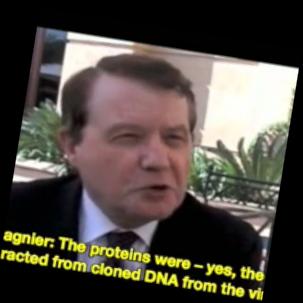 agnier: The proteins were – yes, the
racted from cloned DNA from the vi